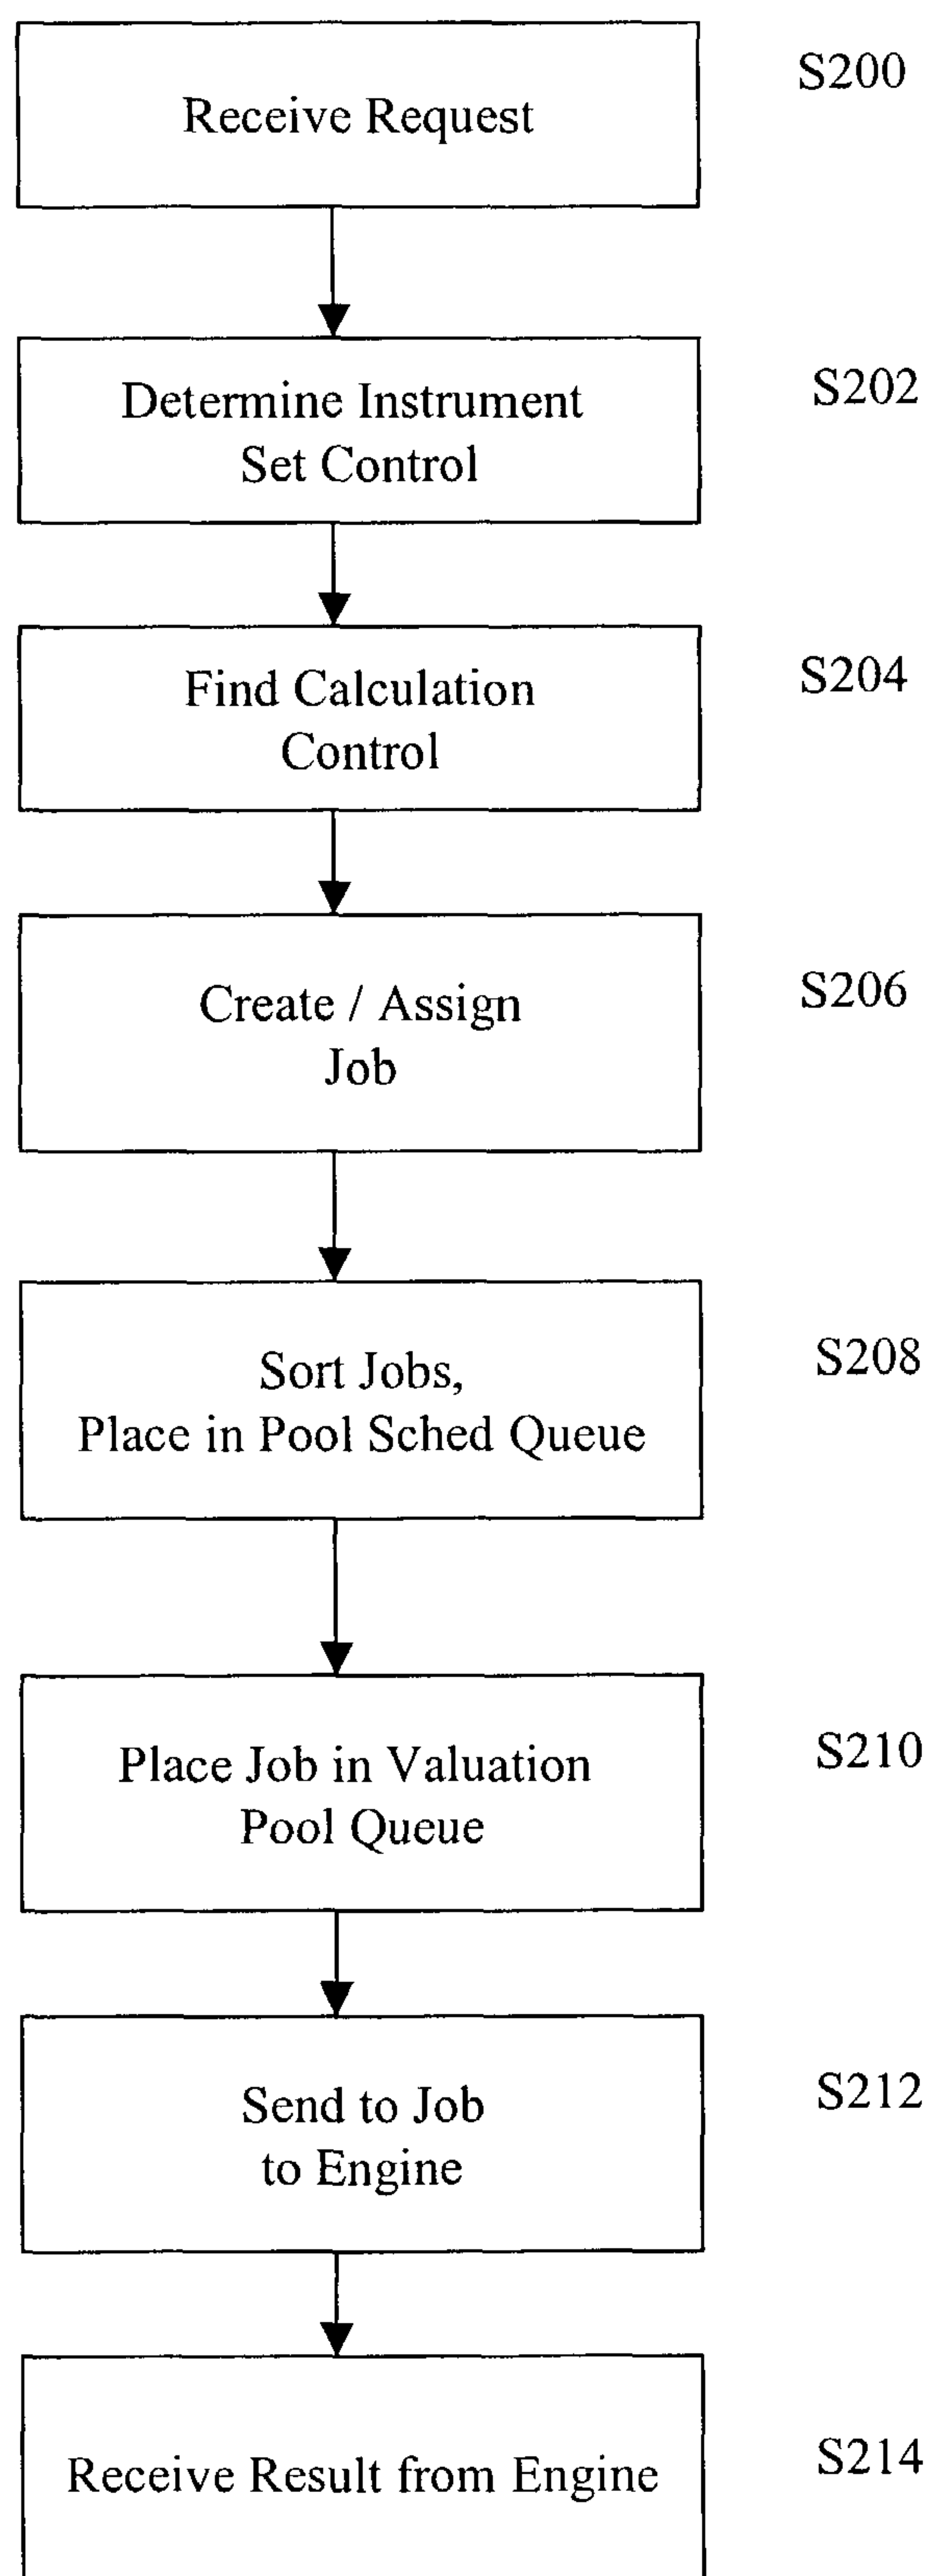 Receive Request
S200
Determine Instrument
Set Control
S202
Find Calculation
Control
S204
Create / Assign
Job
S206
Sort Jobs,
Place in Pool Sched Queue
S208
Place Job in Valuation
Pool Queue
S210
Send to Job
to Engine
S212
Receive Result from Engine
S214